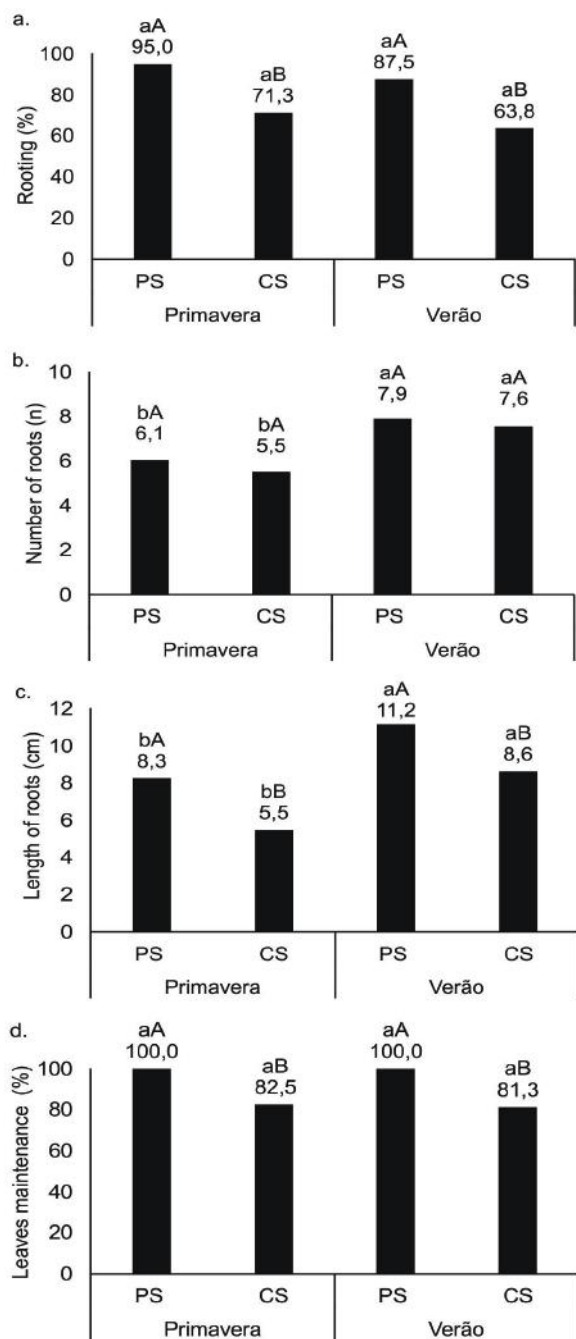 a.
aA
95,0
aB
71,3
aA
87,5
aB
63,8
100
80
60
40
20
0
Rooting (%)
PS CS PS CS
Primavera Verão
b.
bA
6,1
bA
5,5
aA
7,9
aA
7,6
10
8
6
4
2
0
Number of roots (n)
PS CS PS CS
Primavera Verão
c.
bA
8,3
bB
5,5
aA
11,2
aB
8,6
12
10
8
6
4
2
0
Length of roots (cm)
PS CS PS CS
Primavera Verão
d.
aA
100,0
aB
82,5
aA
100,0
aB
81,3
100
80
60
40
20
0
Leaves maintenance (%)
PS CS PS CS
Primavera Verão